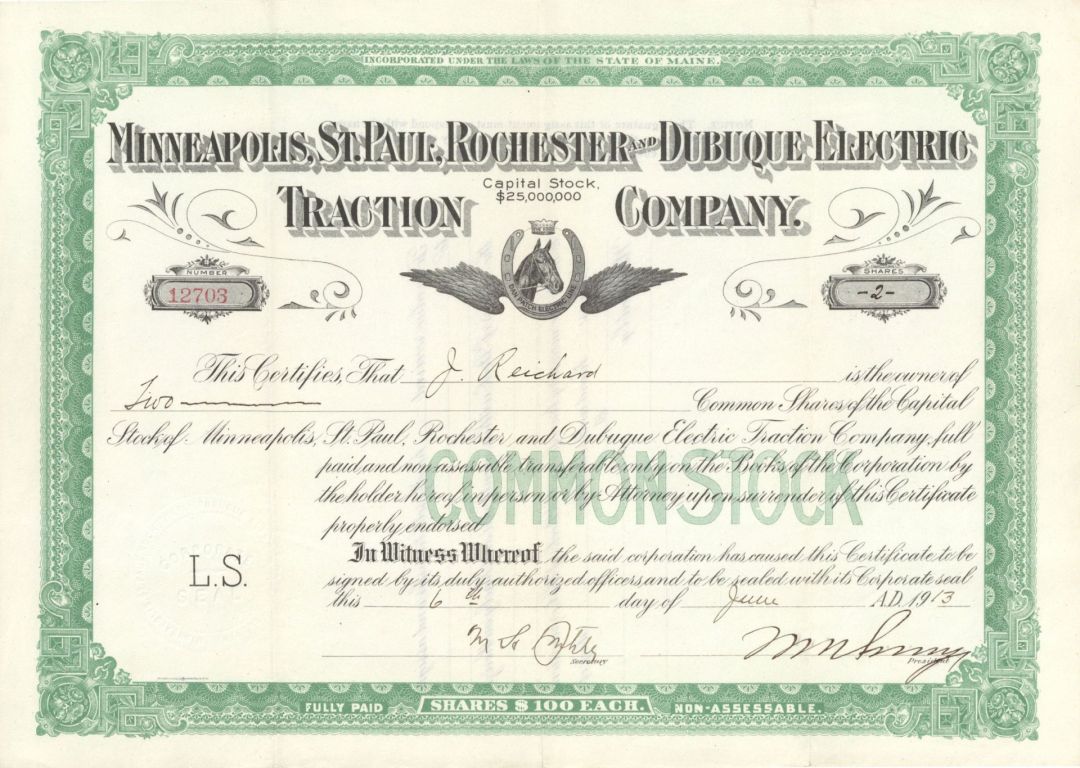 INCORPORATED UNDER THE LAWS OF THE STATE OF MAINE.
MINNEAPOLIS, ST. PAUL, ROCHESTER AND DUBUQUE ELECTRIC
TRACTION COMPANY.
Capital Stock,
$25,000,000
DAN PATCH ELECTRIC LINE
NUMBER
12703
SHARES
-2-
This Certifies, That J. Reichard is the owner of
Two Common Shares of the Capital
Stock of Minneapolis, St. Paul, Rochester and Dubuque Electric Traction Company, full
paid and non-assessable transferable only on the Books of the Corporation by
the holder hereof in person or by Attorney upon surrender of this Certificate
properly endorsed
COMMON STOCK
In Witness Whereof the said corporation has caused this Certificate to be
signed by its duly authorized officers and to be sealed with its Corporate seal
this 6th day of June A.D. 1913
L.S.
SEAL
Secretary
President
FULLY PAID
SHARES $100 EACH.
NON-ASSESSABLE.